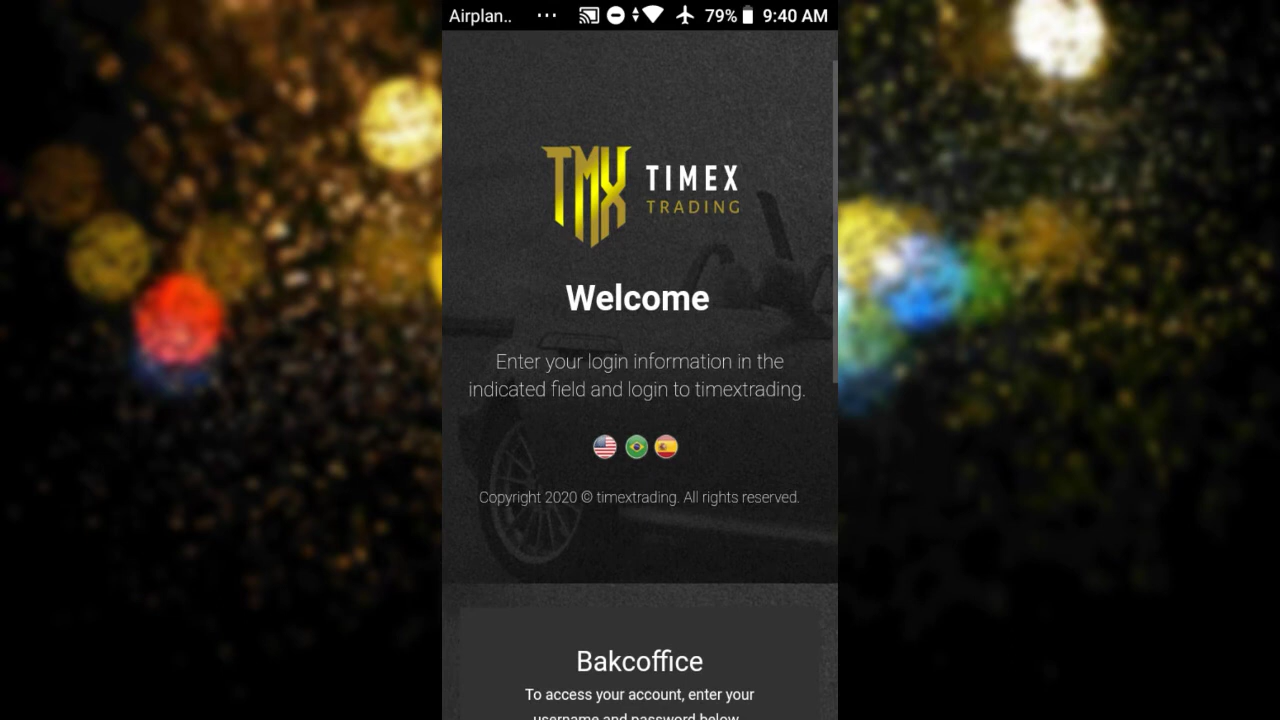 Airplan.. ... 79% 9:40 AM
TMX TIMEX
TRADING
Welcome
Enter your login information in the
indicated field and login to timextrading.
Copyright 2020 © timextrading. All rights reserved.
Bakcoffice
To access your account, enter your
username and password below.